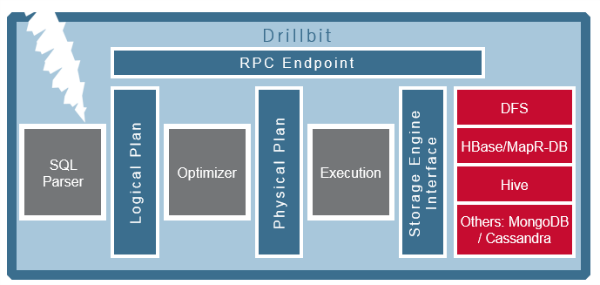 Drillbit
RPC Endpoint
SQL
Parser
Logical Plan
Optimizer
Physical Plan
Execution
Storage Engine
Interface
DFS
HBase/MapR-DB
Hive
Others: MongoDB
/ Cassandra